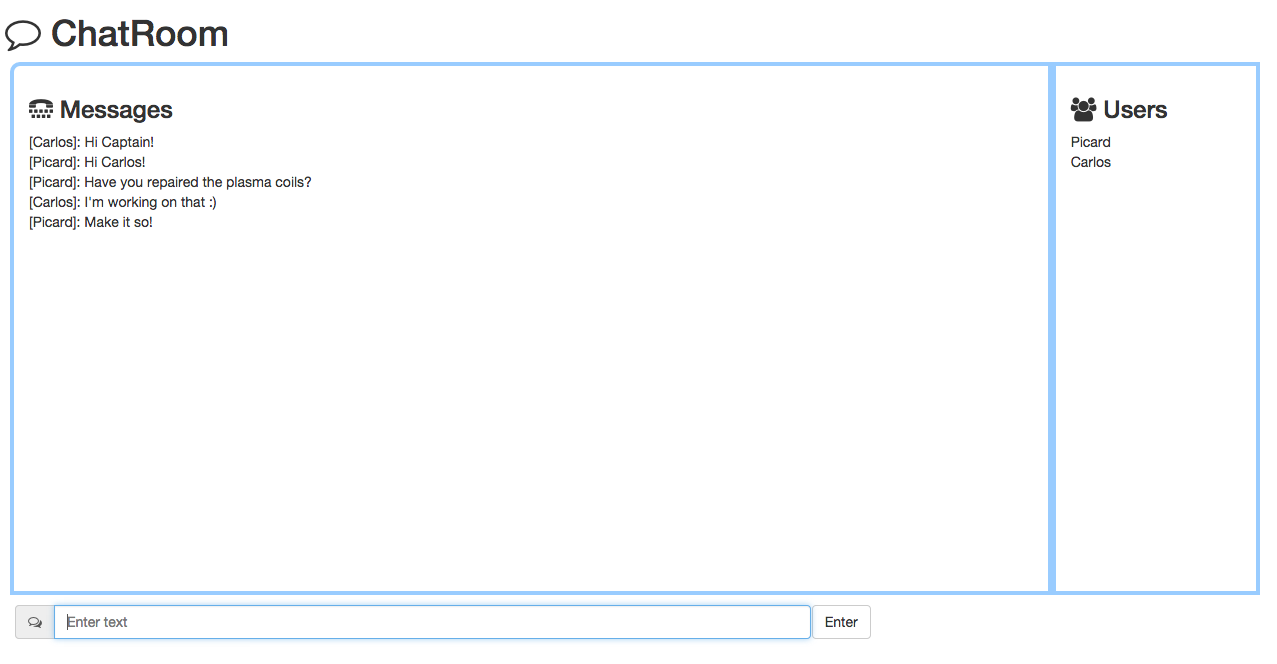 ChatRoom
Messages
[Carlos]: Hi Captain!
[Picard]: Hi Carlos!
[Picard]: Have you repaired the plasma coils?
[Carlos]: I'm working on that :)
[Picard]: Make it so!
Users
Picard
Carlos
Enter text
Enter